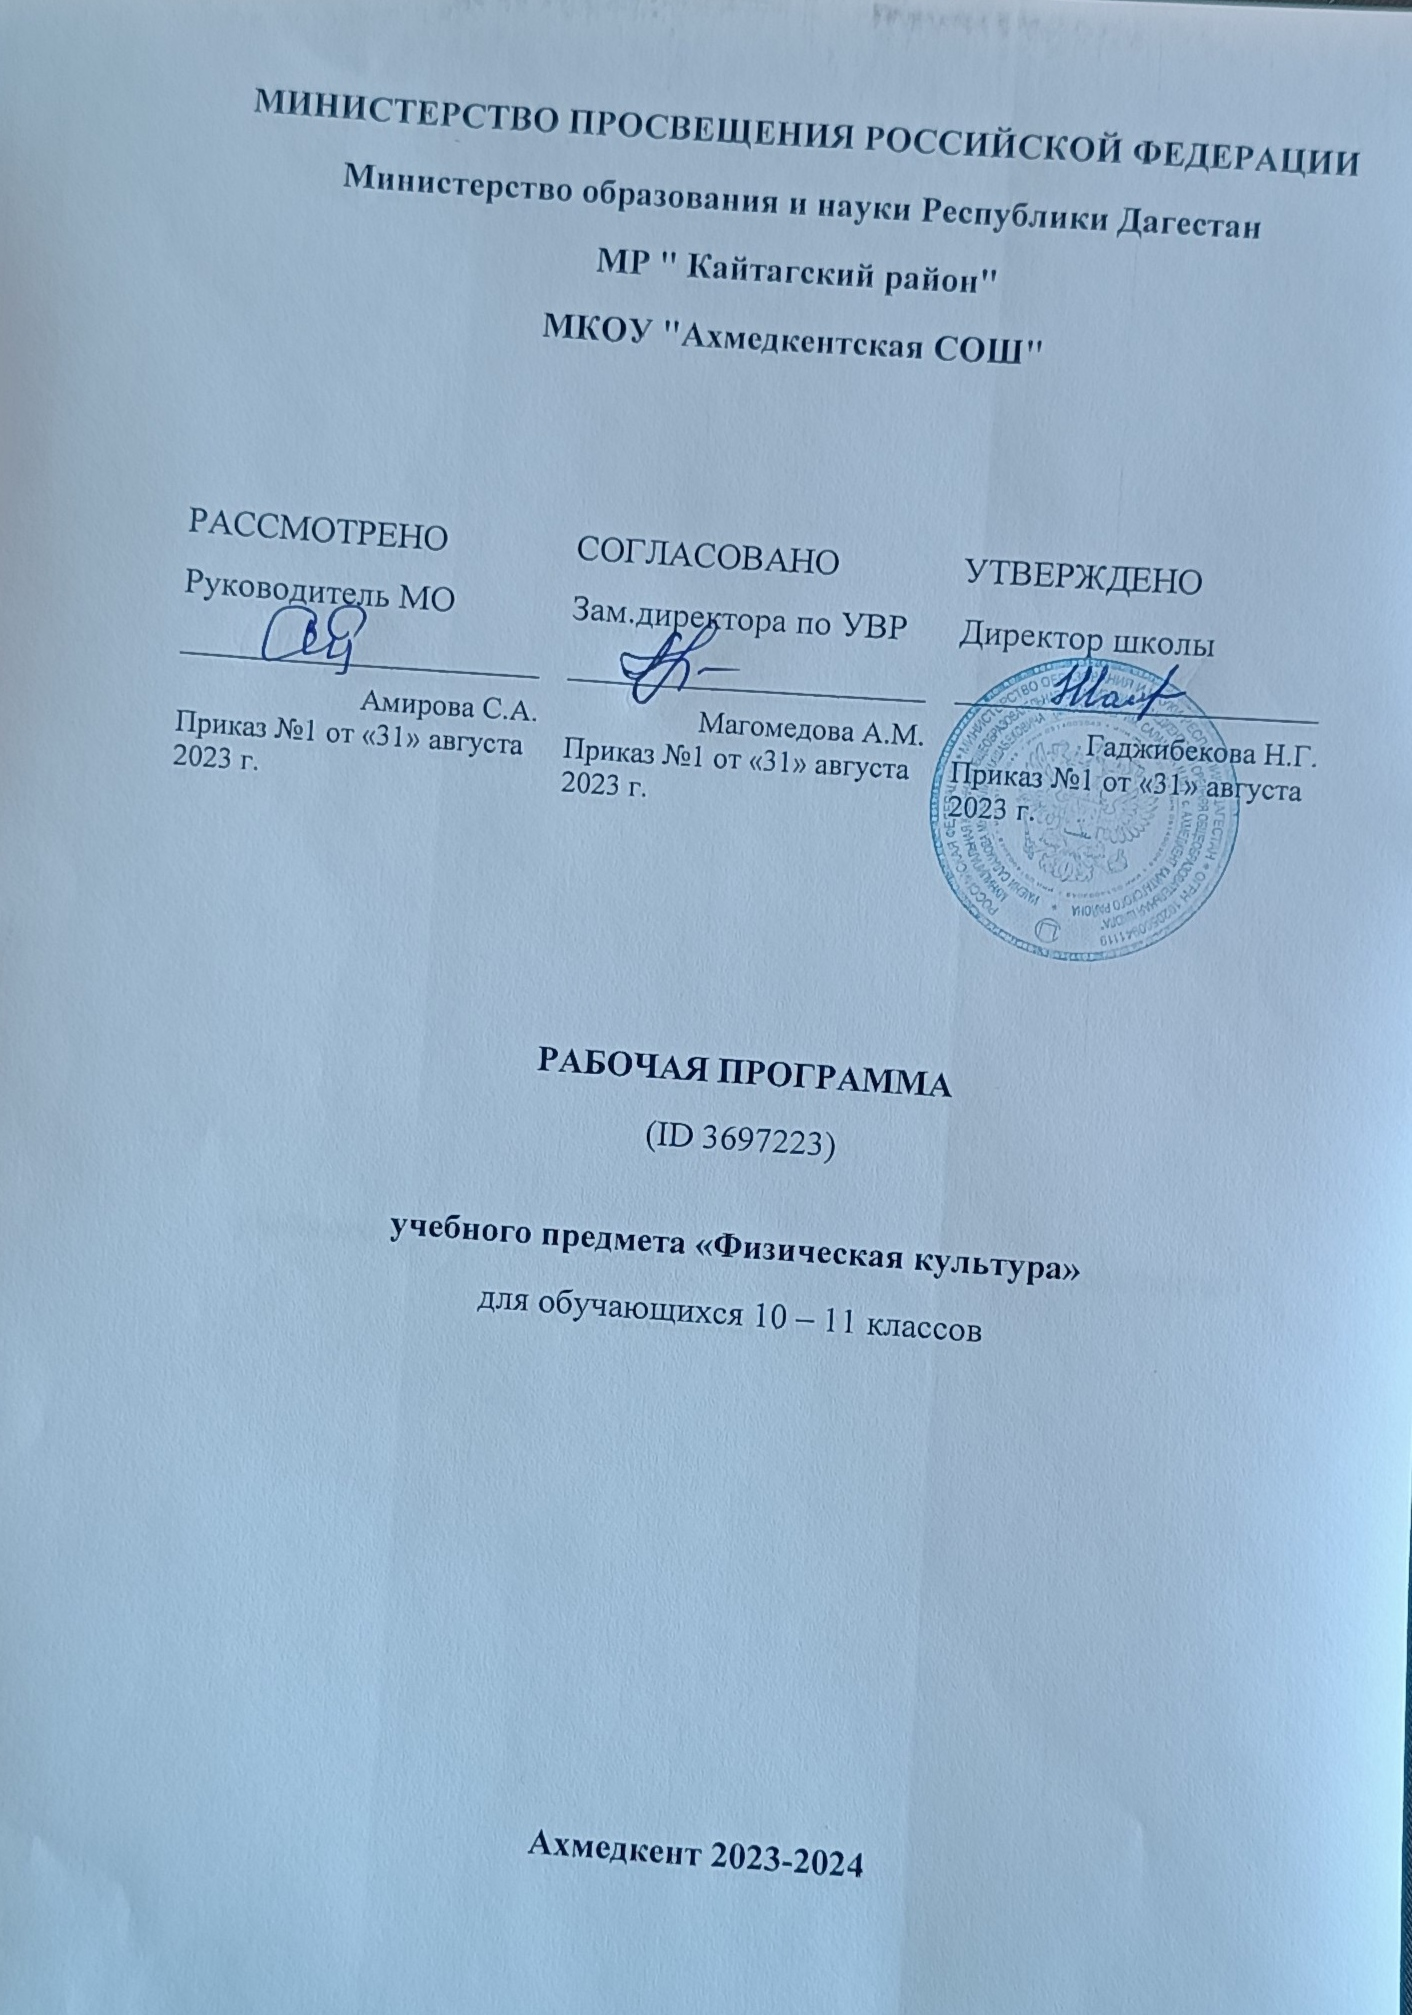 МИНИСТЕРСТВО ПРОСВЕЩЕНИЯ РОССИЙСКОЙ ФЕДЕРАЦИИ
Министерство образования и науки Республики Дагестан
МР " Кайтагский район"
МКОУ "Ахмедкентская СОШ"
РАССМОТРЕНО
Руководитель МО
Амирова С.А.
Приказ №1 от «31» августа
2023 г.
СОГЛАСОВАНО
Зам.директора по УВР
Магомедова А.М.
Приказ №1 от «31» августа
2023 г.
УТВЕРЖДЕНО
Директор школы
Гаджибекова Н.Г.
Приказ №1 от «31» августа
2023 г.
РАБОЧАЯ ПРОГРАММА
(ID 3697223)
учебного предмета «Физическая культура»
для обучающихся 10 – 11 классов
Ахмедкент 2023-2024